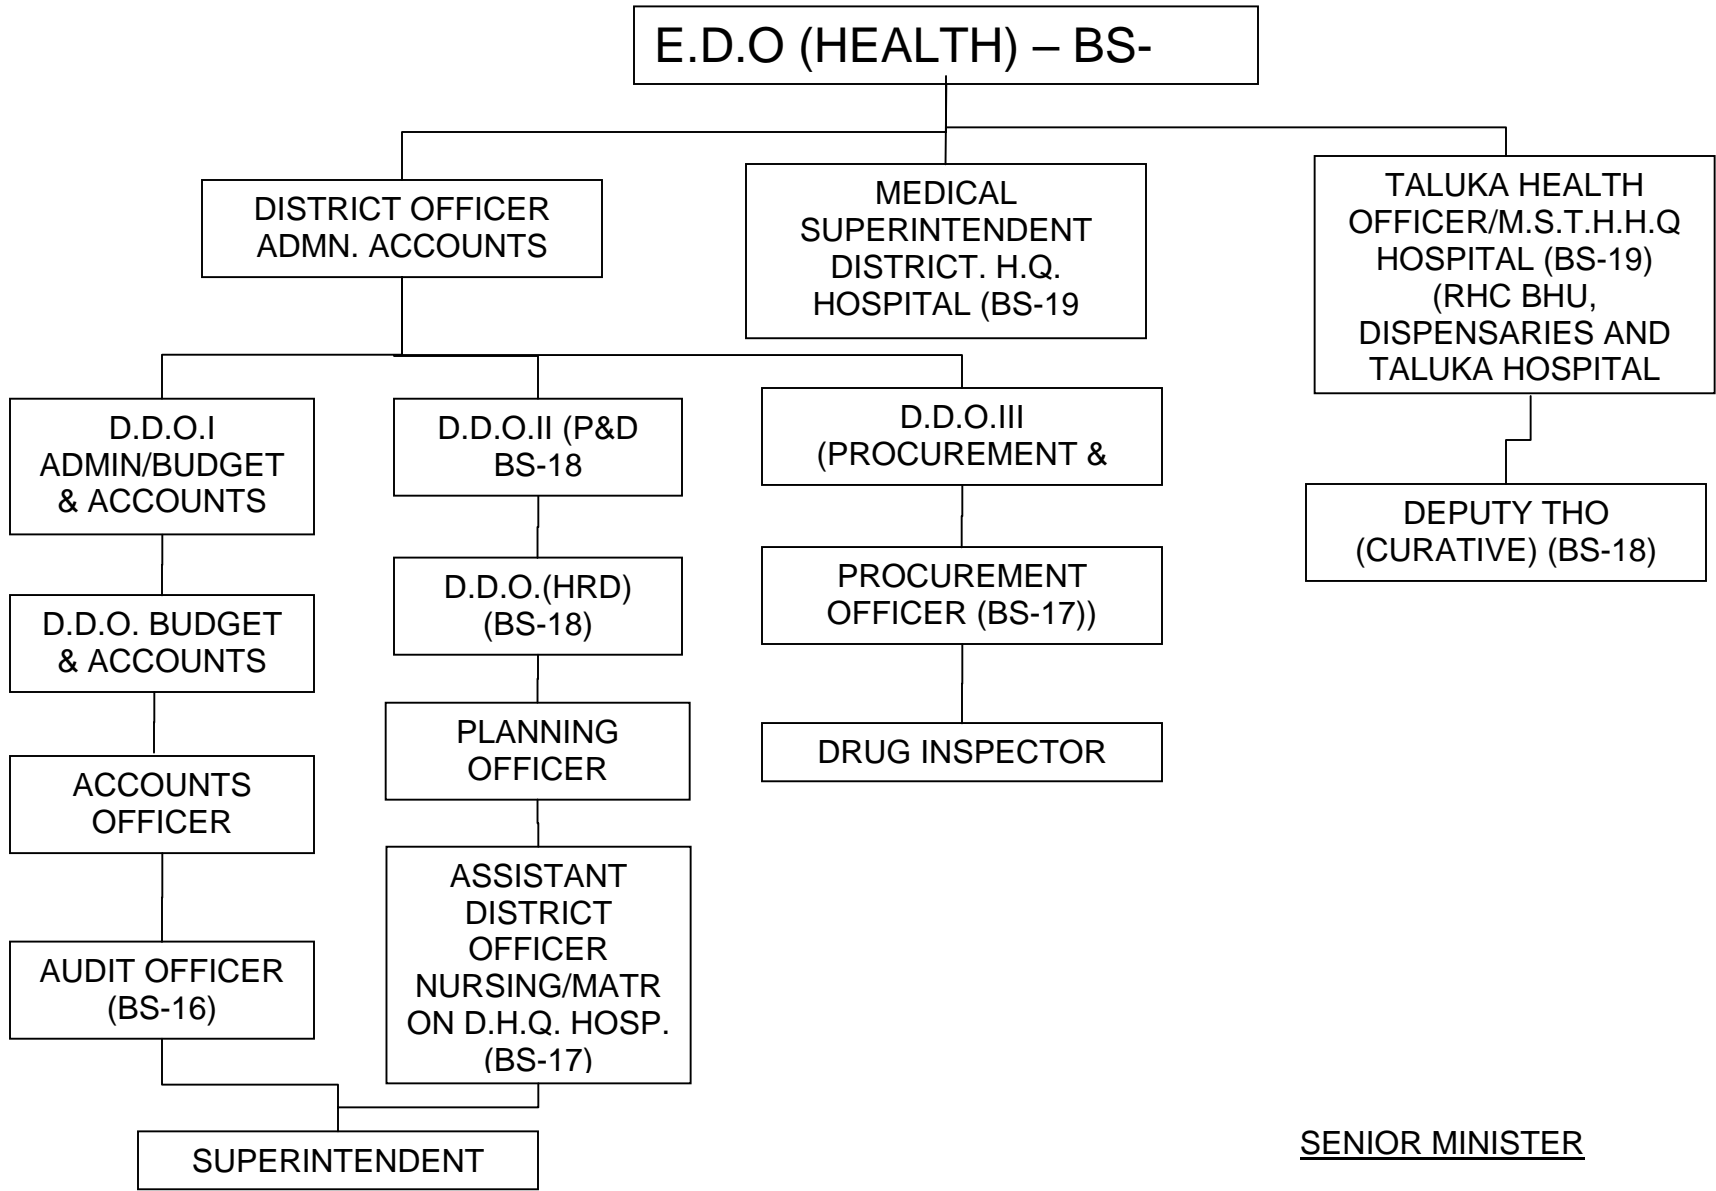 E.D.O (HEALTH) – BS-
DISTRICT OFFICER
ADMN. ACCOUNTS
MEDICAL
SUPERINTENDENT
DISTRICT. H.Q.
HOSPITAL (BS-19
TALUKA HEALTH
OFFICER/M.S.T.H.H.Q
HOSPITAL (BS-19)
(RHC BHU,
DISPENSARIES AND
TALUKA HOSPITAL
D.D.O.I
ADMIN/BUDGET
& ACCOUNTS
D.D.O.II (P&D
BS-18
D.D.O.III
(PROCUREMENT &
DEPUTY THO
(CURATIVE) (BS-18)
D.D.O. BUDGET
& ACCOUNTS
D.D.O.(HRD)
(BS-18)
PROCUREMENT
OFFICER (BS-17))
ACCOUNTS
OFFICER
PLANNING
OFFICER
DRUG INSPECTOR
AUDIT OFFICER
(BS-16)
ASSISTANT
DISTRICT
OFFICER
NURSING/MATR
ON D.H.Q. HOSP.
(BS-17)
SUPERINTENDENT
SENIOR MINISTER